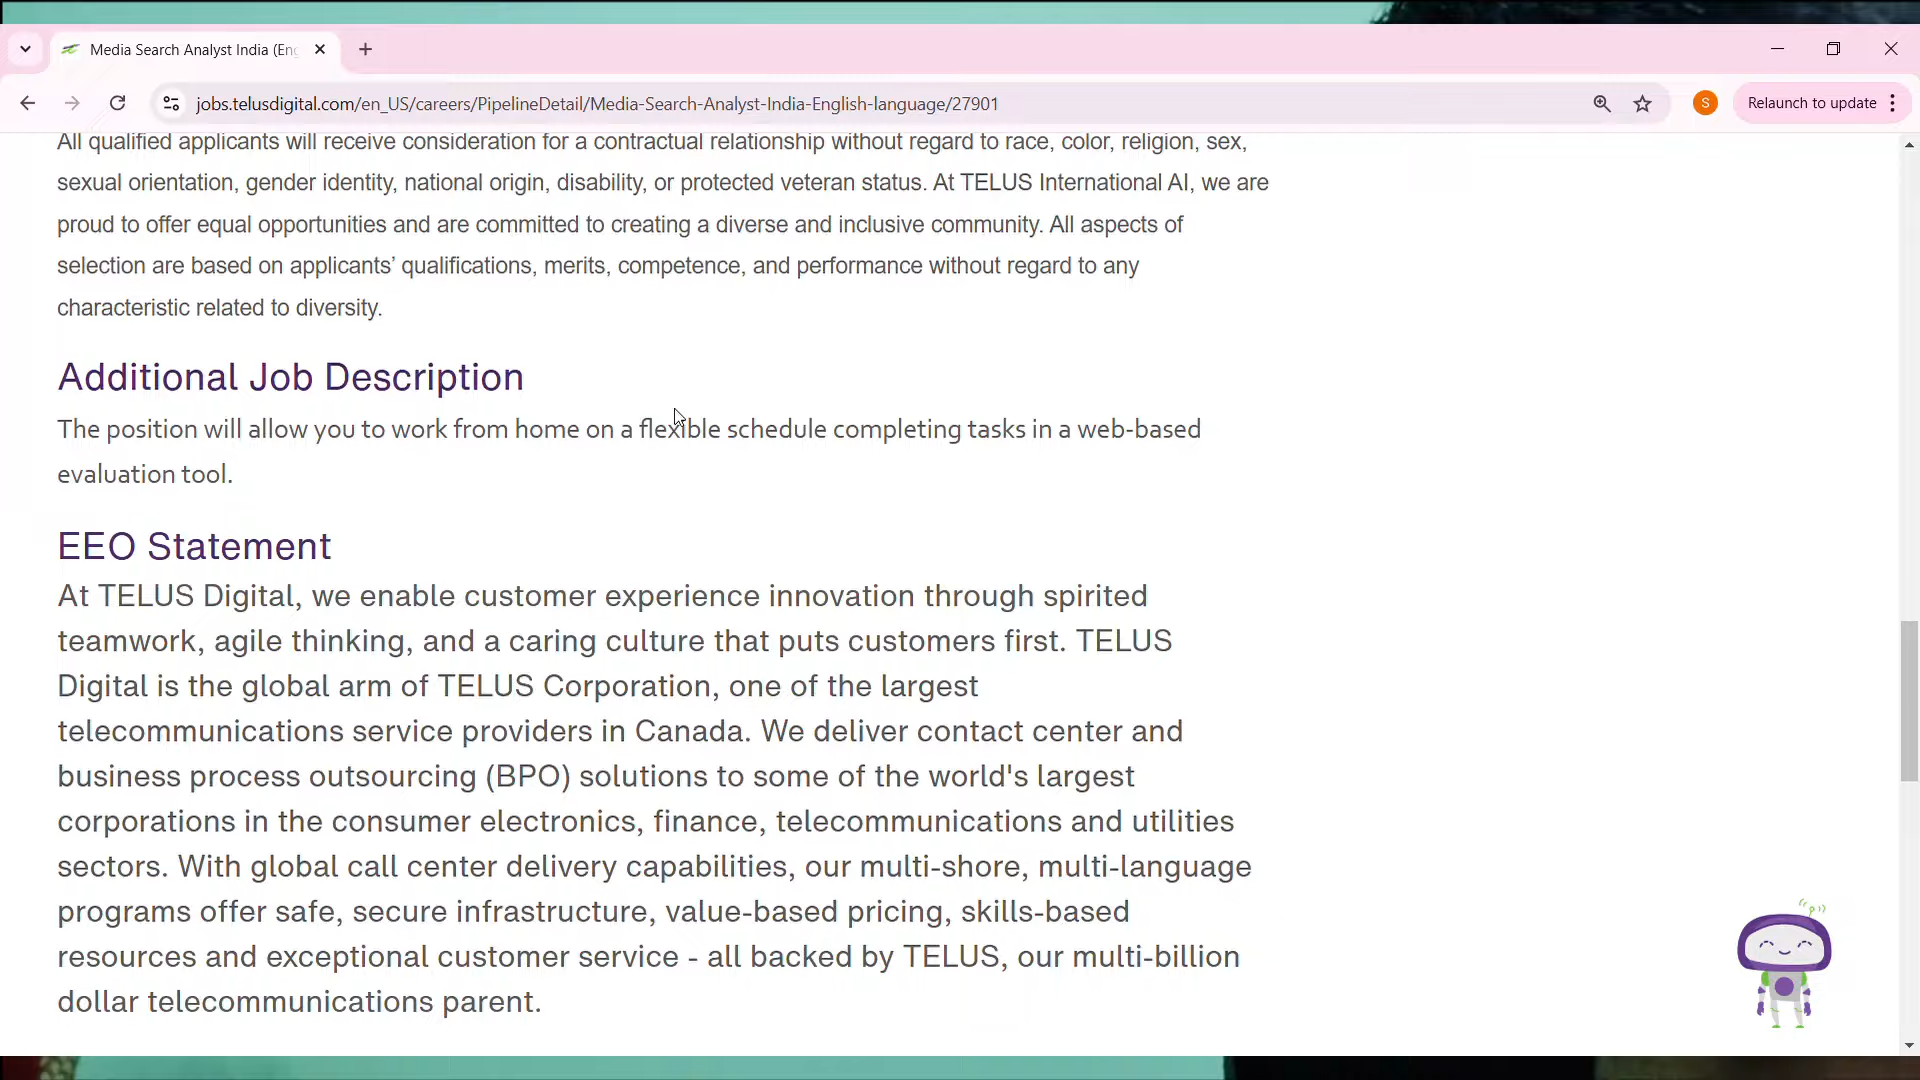 Media Search Analyst India (Eng
jobs.telusdigital.com/en_US/careers/PipelineDetail/Media-Search-Analyst-India-English-language/27901
S
Relaunch to update
All qualified applicants will receive consideration for a contractual relationship without regard to race, color, religion, sex,
sexual orientation, gender identity, national origin, disability, or protected veteran status. At TELUS International AI, we are
proud to offer equal opportunities and are committed to creating a diverse and inclusive community. All aspects of
selection are based on applicants’ qualifications, merits, competence, and performance without regard to any
characteristic related to diversity.
Additional Job Description
The position will allow you to work from home on a flexible schedule completing tasks in a web-based
evaluation tool.
EEO Statement
At TELUS Digital, we enable customer experience innovation through spirited
teamwork, agile thinking, and a caring culture that puts customers first. TELUS
Digital is the global arm of TELUS Corporation, one of the largest
telecommunications service providers in Canada. We deliver contact center and
business process outsourcing (BPO) solutions to some of the world's largest
corporations in the consumer electronics, finance, telecommunications and utilities
sectors. With global call center delivery capabilities, our multi-shore, multi-language
programs offer safe, secure infrastructure, value-based pricing, skills-based
resources and exceptional customer service - all backed by TELUS, our multi-billion
dollar telecommunications parent.